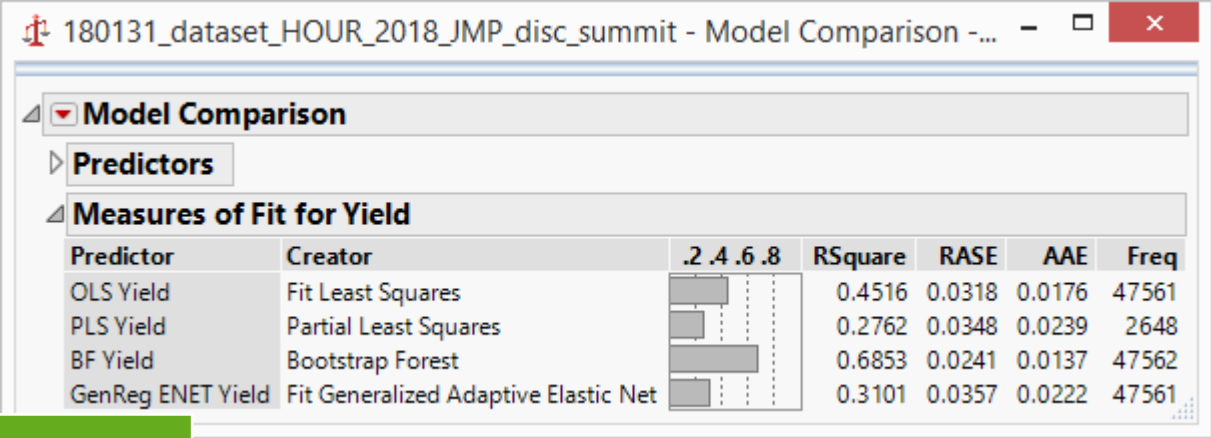 180131_dataset_HOUR_2018_JMP_disc_summit - Model Comparison -...
Model Comparison
Predictors
Measures of Fit for Yield
Predictor Creator .2 .4 .6 .8 RSquare RASE AAE Freq
OLS Yield Fit Least Squares 0.4516 0.0318 0.0176 47561
PLS Yield Partial Least Squares 0.2762 0.0348 0.0239 2648
BF Yield Bootstrap Forest 0.6853 0.0241 0.0137 47562
GenReg ENET Yield Fit Generalized Adaptive Elastic Net 0.3101 0.0357 0.0222 47561